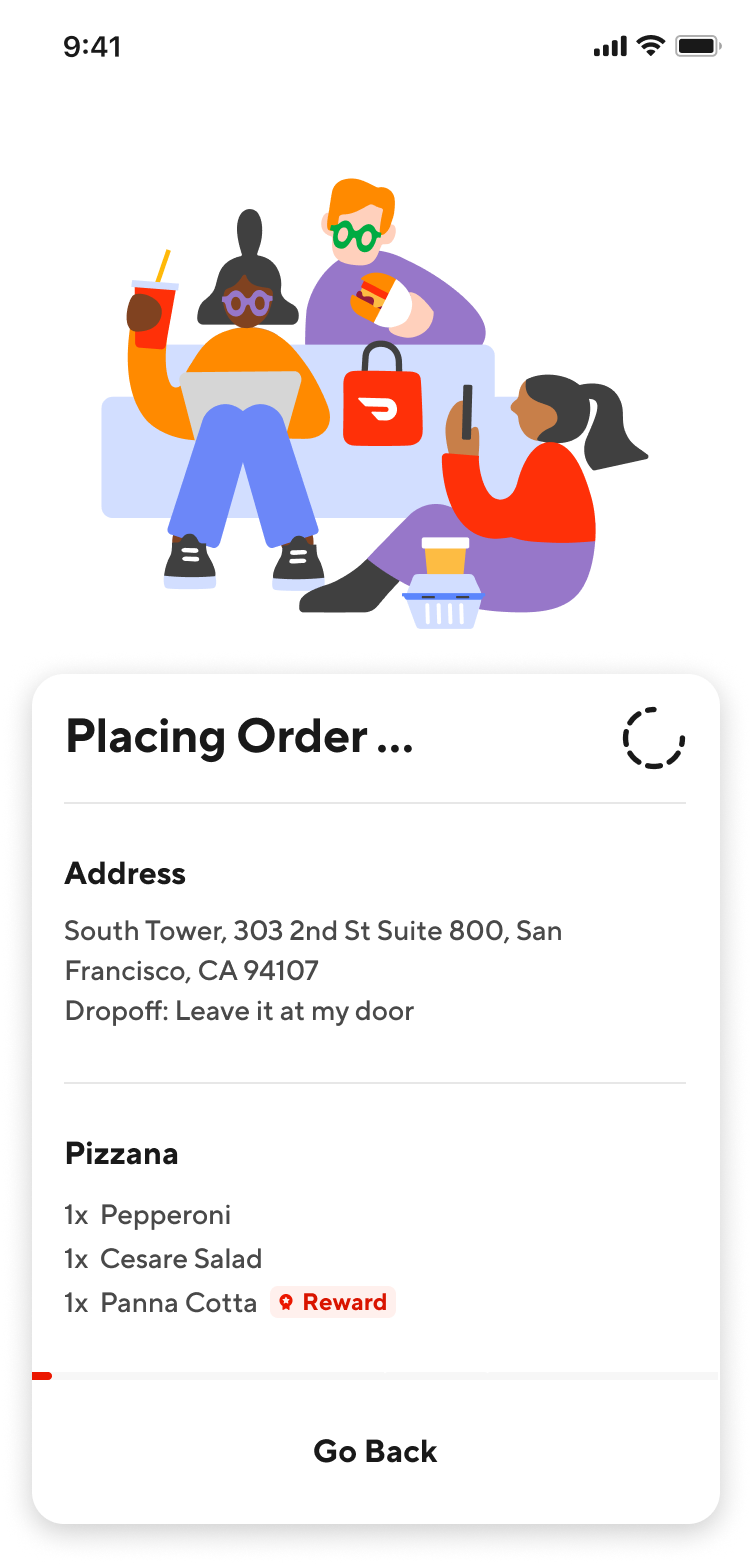 9:41
Placing Order ...
Address
South Tower, 303 2nd St Suite 800, San
Francisco, CA 94107
Dropoff: Leave it at my door
Pizzana
1x Pepperoni
1x Cesare Salad
1x Panna Cotta Reward
Go Back